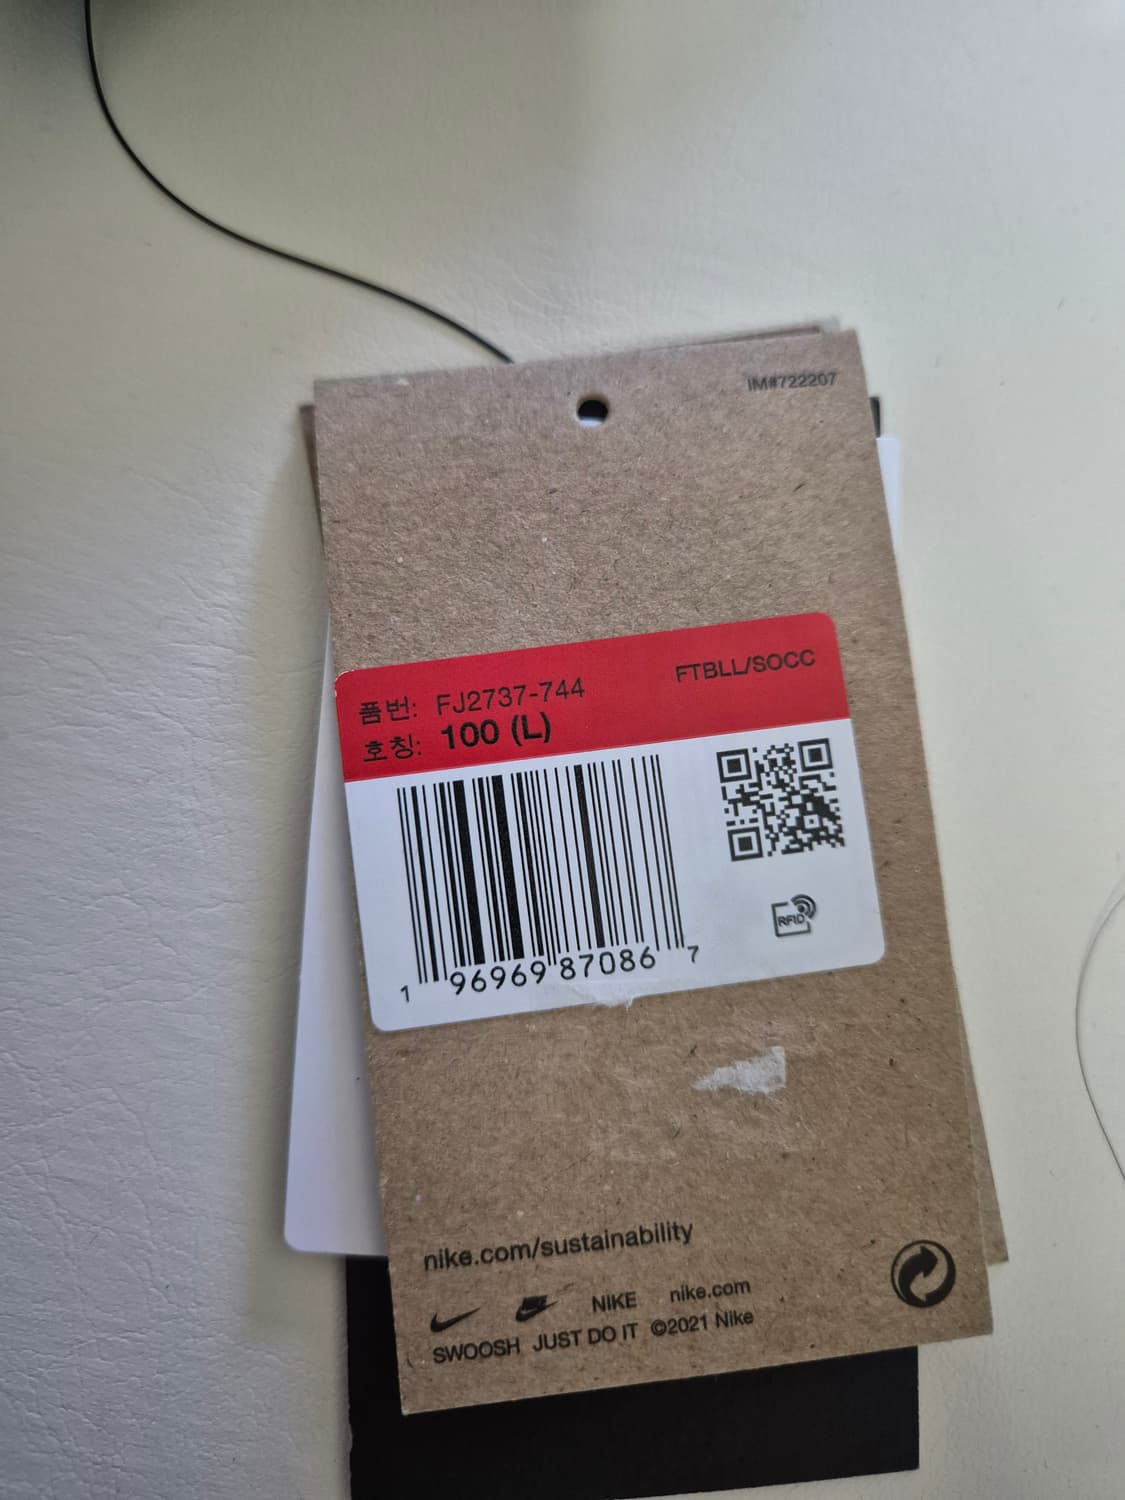 IM#722207
품번: FJ2737-744 FTBLL/SOCC
호칭: 100 (L)
RFID
1 96969 87086 7
nike.com/sustainability
NIKE nike.com
SWOOSH JUST DO IT ©2021 Nike